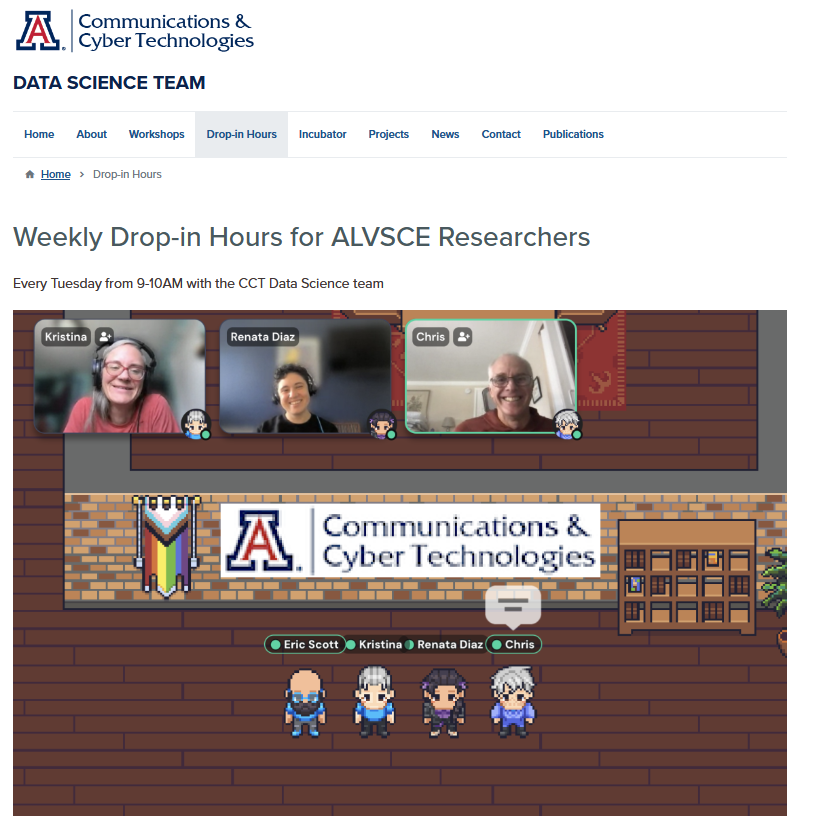 A
Communications &
Cyber Technologies
DATA SCIENCE TEAM
Home About Workshops Drop-in Hours Incubator Projects News Contact Publications
Home > Drop-in Hours
Weekly Drop-in Hours for ALVSCE Researchers
Every Tuesday from 9-10AM with the CCT Data Science team
Kristina Renata Diaz Chris
A
Communications &
Cyber Technologies
Eric Scott Kristina Renata Diaz Chris